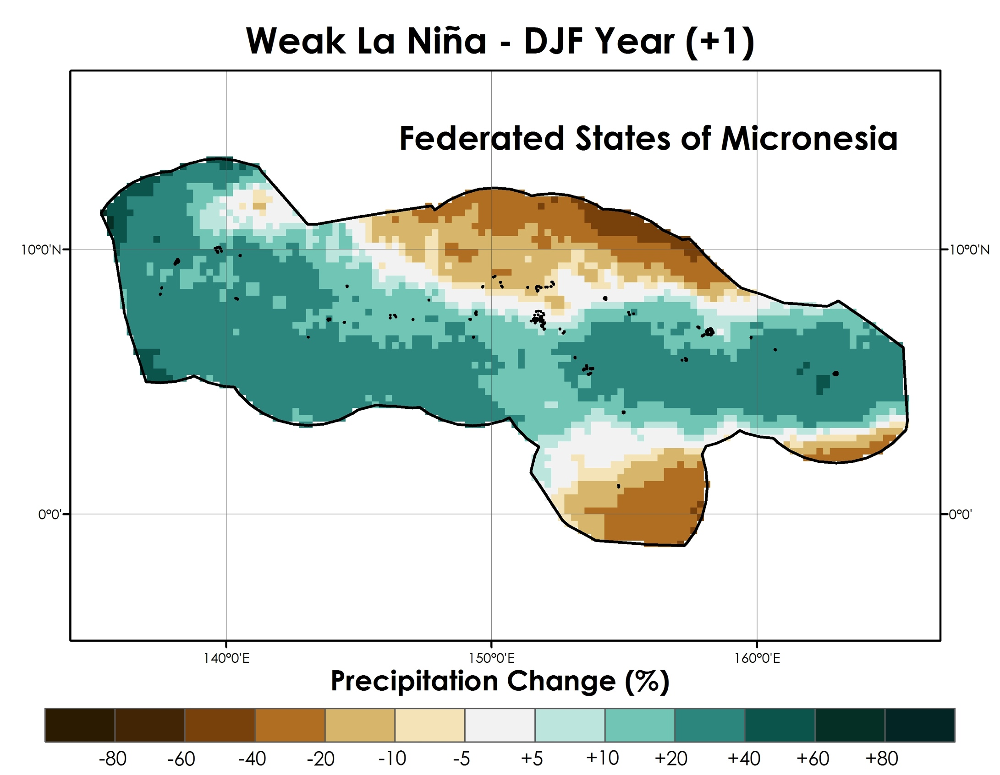 Weak La Niña - DJF Year (+1)
Federated States of Micronesia
10°0'N 10°0'N
0°0' 0°0'
140°0'E 150°0'E 160°0'E
Precipitation Change (%)
-80 -60 -40 -20 -10 -5 +5 +10 +20 +40 +60 +80